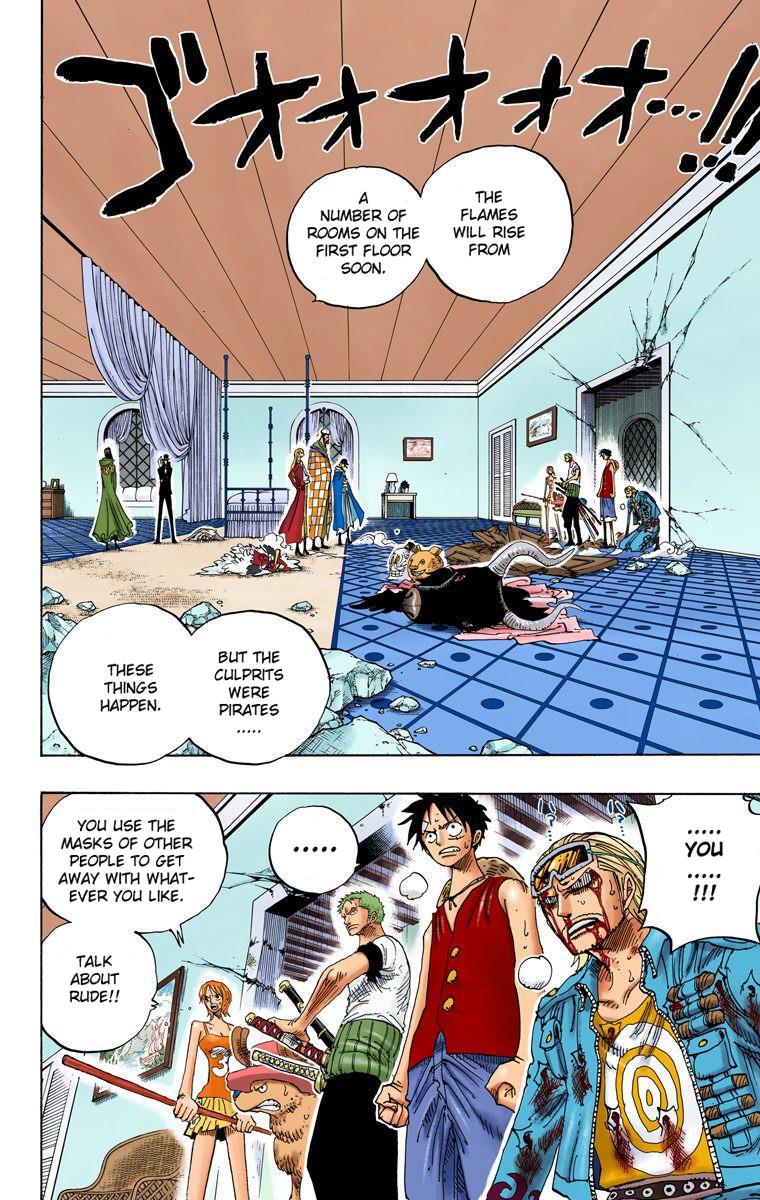 ゴオオオオオ…!!
THE
FLAMES
WILL RISE
FROM
A
NUMBER OF
ROOMS ON THE
FIRST FLOOR
SOON.
BUT THE
CULPRITS
WERE
PIRATES
.....
THESE
THINGS
HAPPEN.
.....
YOU
.....
!!!
!?
!?
.....
YOU USE THE
MASKS OF OTHER
PEOPLE TO GET
AWAY WITH WHAT-
EVER YOU LIKE.
TALK
ABOUT
RUDE!!
3